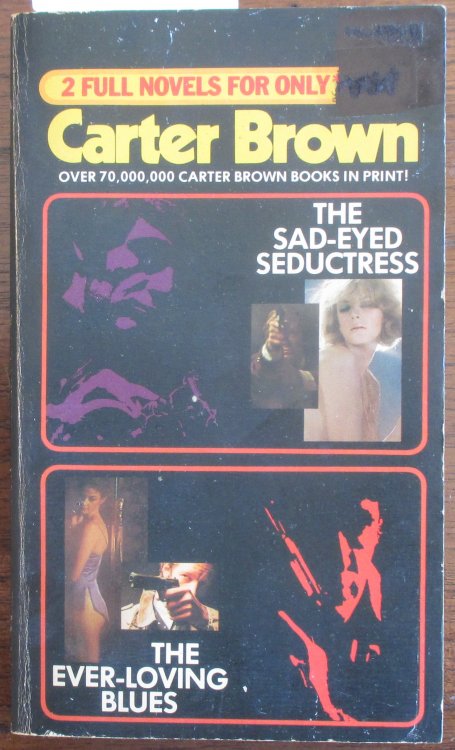 2 FULL NOVELS FOR ONLY
Carter Brown
OVER 70,000,000 CARTER BROWN BOOKS IN PRINT!
THE
SAD-EYED
SEDUCTRESS
THE
EVER-LOVING
BLUES